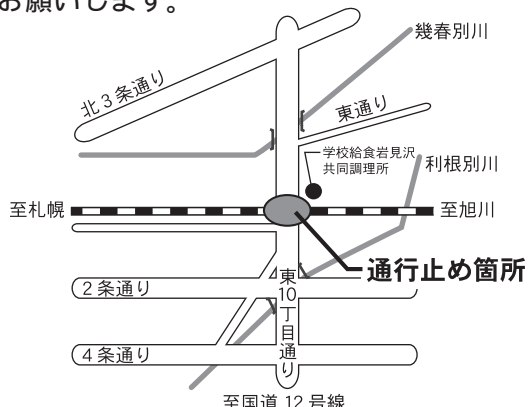 お願いします。
幾春別川
北3条通り
東通り
学校給食岩見沢
共同調理所
利根別川
至札幌
至旭川
通行止め箇所
2条通り
東10丁目通り
4条通り
至国道12号線